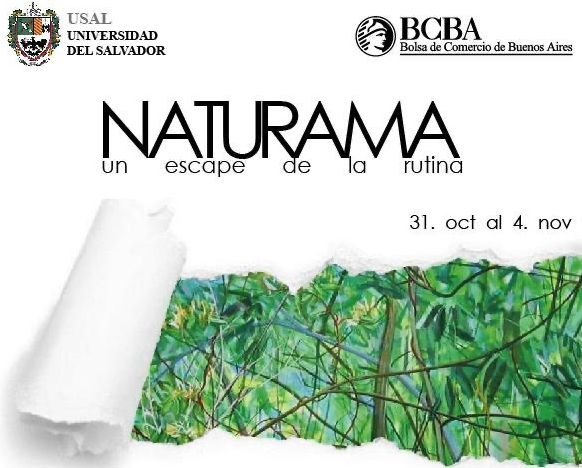 USAL
UNIVERSIDAD
DEL SALVADOR
BCBA
Bolsa de Comercio de Buenos Aires
NATURAMA
un escape de la rutina
31. oct al 4. nov